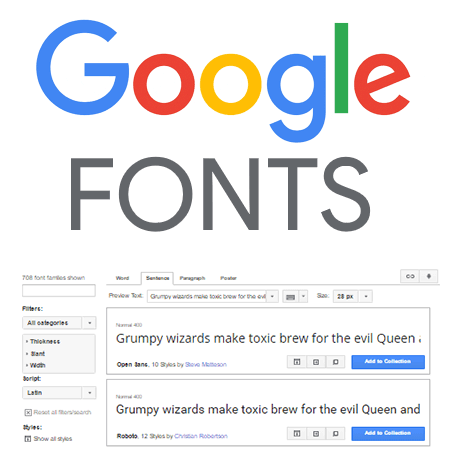 Google
FONTS
708 font families shown
Word Sentence Paragraph Poster
Preview Text: Grumpy wizards make toxic brew for the evil Size: 28 px
Filters:
All categories
Thickness
Slant
Width
Script:
Latin
Reset all filters/search
Styles:
Show all styles
Normal 400
Grumpy wizards make toxic brew for the evil Queen
Open Sans, 10 Styles by Steve Matteson Add to Collection
Normal 400
Grumpy wizards make toxic brew for the evil Queen and
Roboto, 12 Styles by Christian Robertson Add to Collection